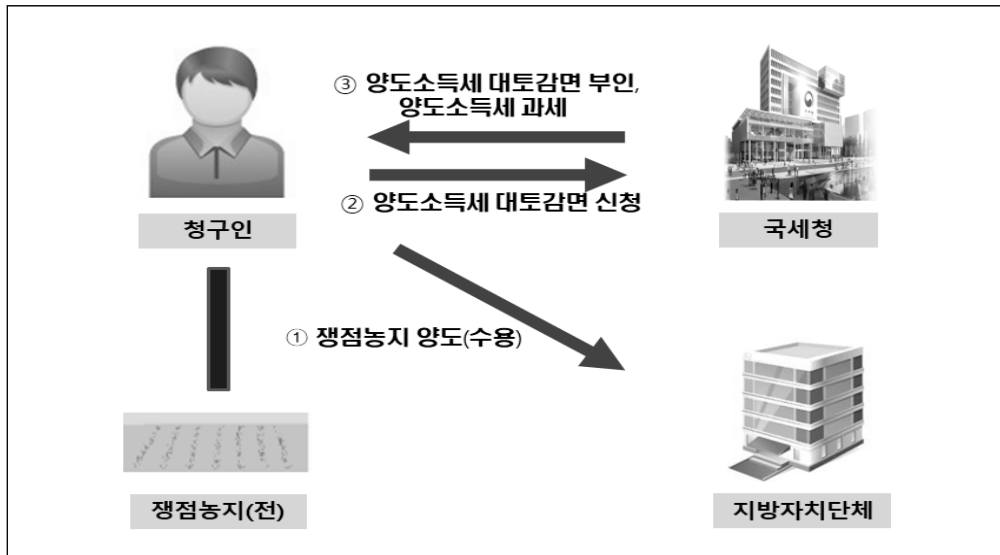 ③ 양도소득세 대토감면 부인,
양도소득세 과세
② 양도소득세 대토감면 신청
청구인
국세청
① 쟁점농지 양도(수용)
쟁점농지(전)
지방자치단체